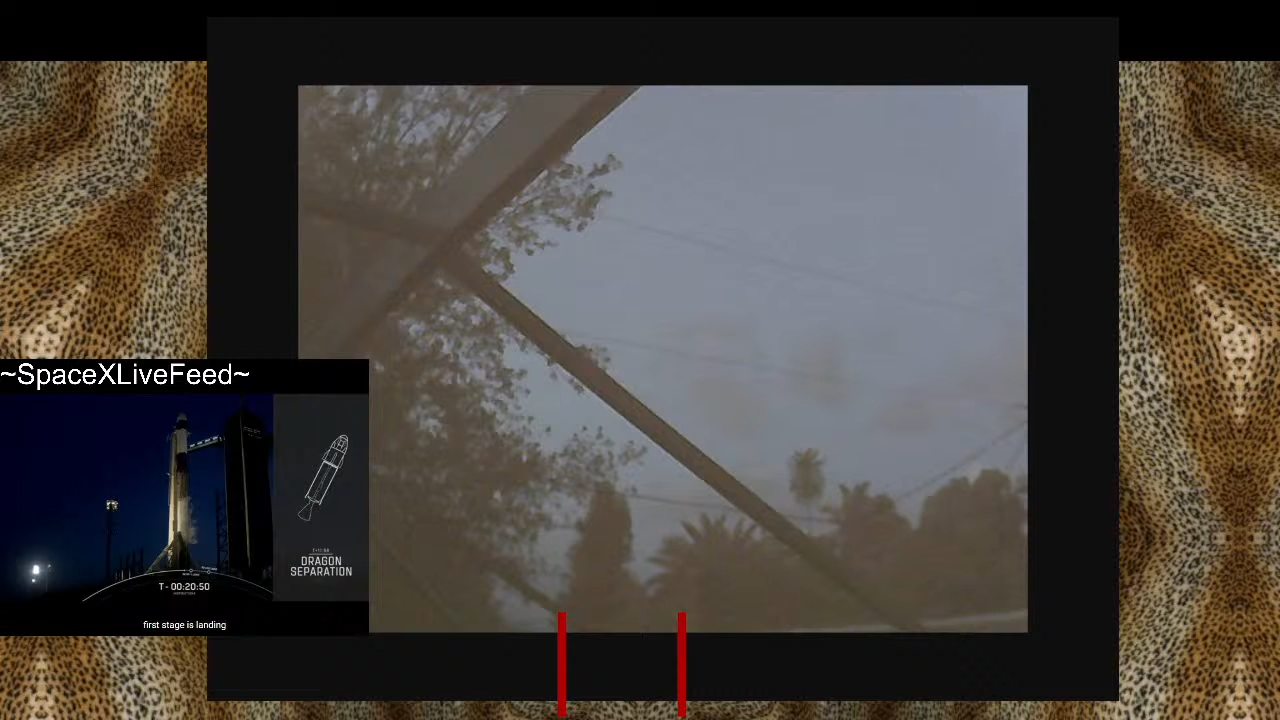 ~SpaceXLiveFeed~
DRAGON
SEPARATION
T - 00:20:50
first stage is landing